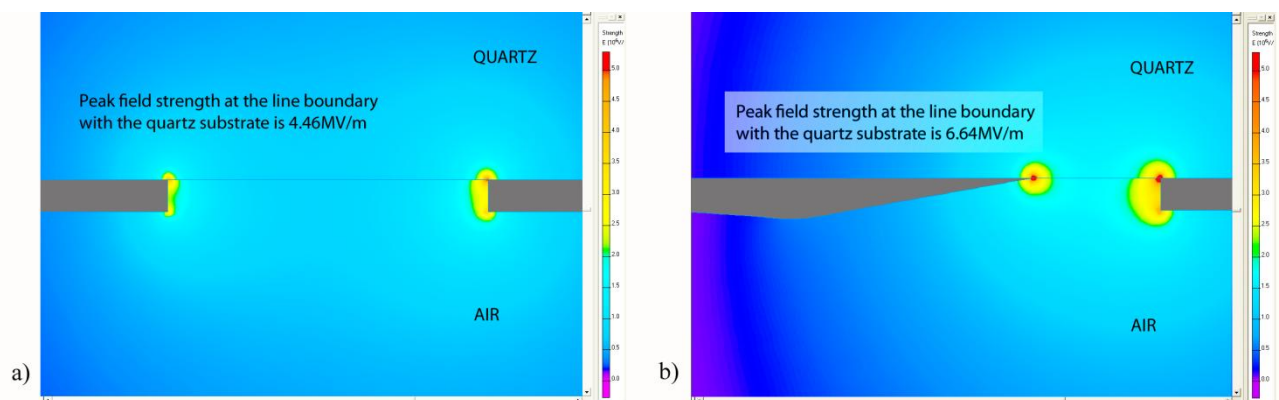 QUARTZ
Peak field strength at the line boundary
with the quartz substrate is 4.46MV/m
AIR
a)
Strength
E (10⁶V/
5.0
4.5
4.0
3.5
3.0
2.5
2.0
1.5
1.0
0.5
0.0
QUARTZ
Peak field strength at the line boundary
with the quartz substrate is 6.64MV/m
AIR
b)
Strength
E (10⁶V/
5.0
4.5
4.0
3.5
3.0
2.5
2.0
1.5
1.0
0.5
0.0